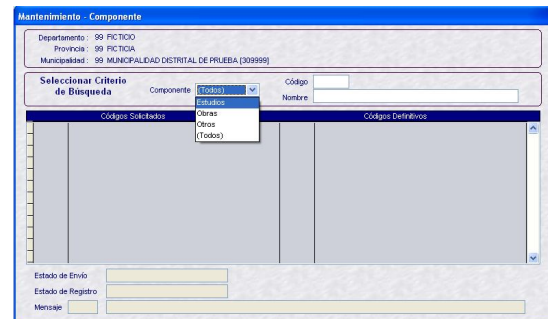 Mantenimiento - Componente
Departamento : 99 FICTICIO
Provincia : 99 FICTICIA
Municipalidad : 99 MUNICIPALIDAD DISTRITAL DE PRUEBA [309999]
Seleccionar Criterio
de Búsqueda
Componente (Todos)
Código
Nombre
Estudios
Obras
Otros
(Todos)
Códigos Solicitados
Códigos Definitivos
Estado de Envío
Estado de Registro
Mensaje